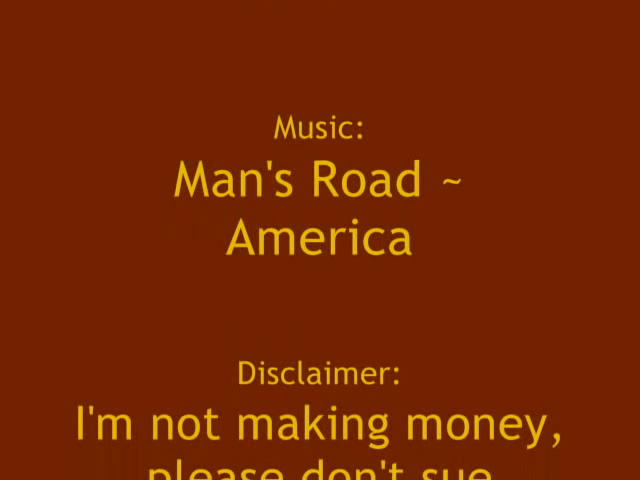 Music:
Man's Road ~
America
Disclaimer:
I'm not making money,
please don't sue